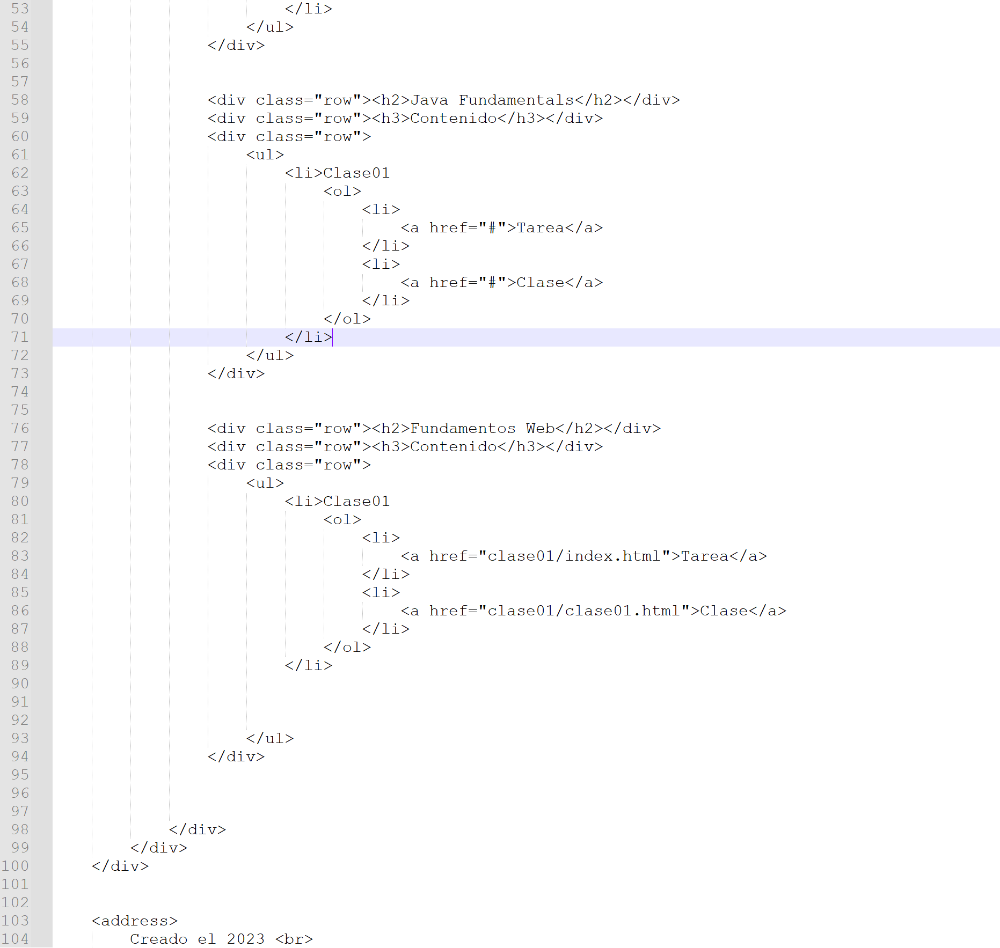 53 </li>
54 </ul>
55 </div>
56
57
58 <div class="row"><h2>Java Fundamentals</h2></div>
59 <div class="row"><h3>Contenido</h3></div>
60 <div class="row">
61 <ul>
62 <li>Clase01
63 <ol>
64 <li>
65 <a href="#">Tarea</a>
66 </li>
67 <li>
68 <a href="#">Clase</a>
69 </li>
70 </ol>
71 </li>
72 </ul>
73 </div>
74
75
76 <div class="row"><h2>Fundamentos Web</h2></div>
77 <div class="row"><h3>Contenido</h3></div>
78 <div class="row">
79 <ul>
80 <li>Clase01
81 <ol>
82 <li>
83 <a href="clase01/index.html">Tarea</a>
84 </li>
85 <li>
86 <a href="clase01/clase01.html">Clase</a>
87 </li>
88 </ol>
89 </li>
90
91
92
93 </ul>
94 </div>
95
96
97
98 </div>
99 </div>
100 </div>
101
102
103 <address>
104 Creado el 2023 <br>